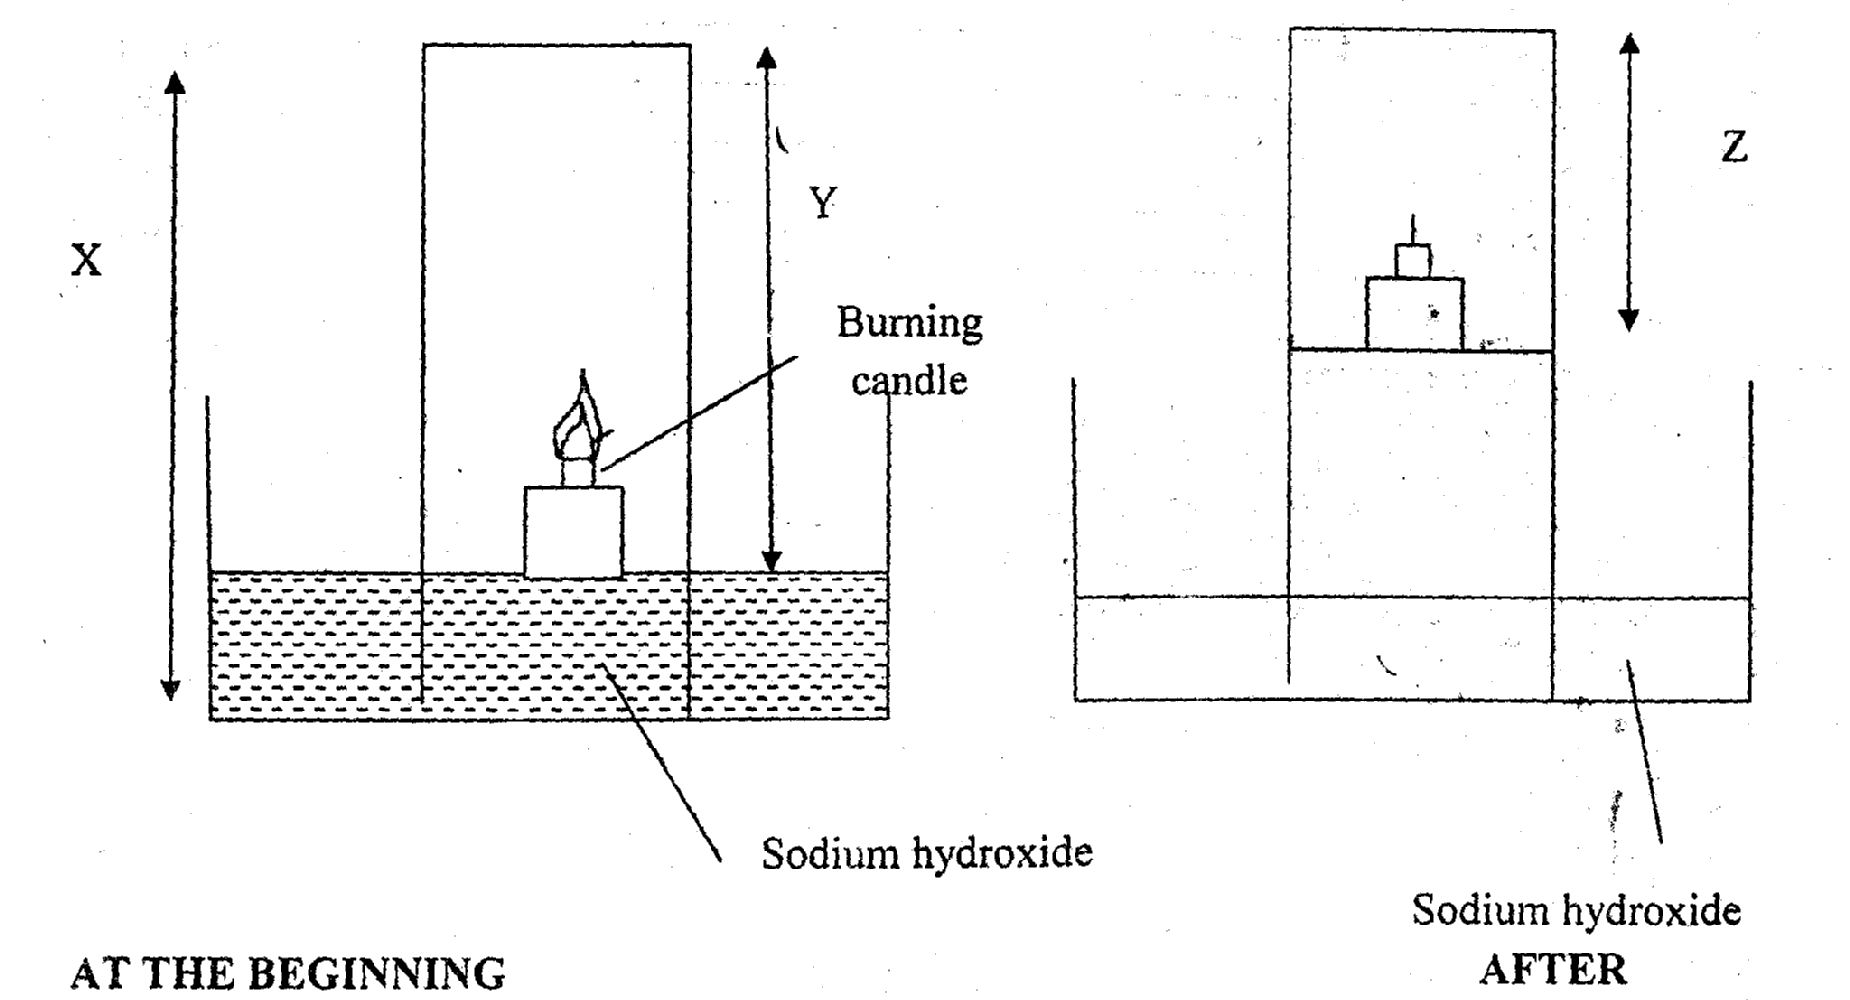 X
Y
Z
Burning
candle
Sodium hydroxide
Sodium hydroxide
AT THE BEGINNING
AFTER